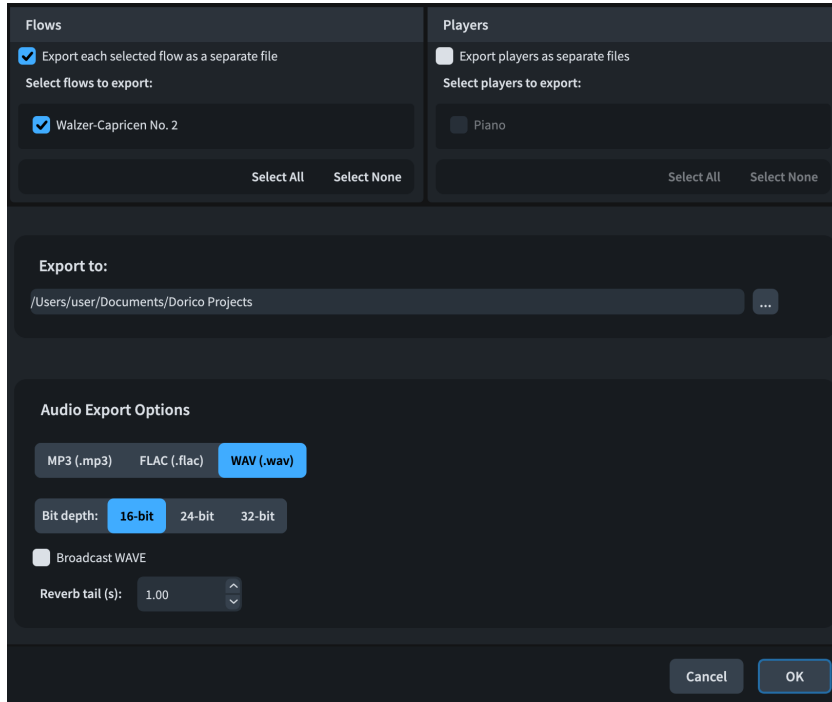 Flows
Export each selected flow as a separate file
Select flows to export:
Walzer-Capricen No. 2
Select All Select None
Players
Export players as separate files
Select players to export:
Piano
Select All Select None
Export to:
/Users/user/Documents/Dorico Projects
...
Audio Export Options
MP3 (.mp3) FLAC (.flac) WAV (.wav)
Bit depth: 16-bit 24-bit 32-bit
Broadcast WAVE
Reverb tail (s): 1.00
Cancel OK